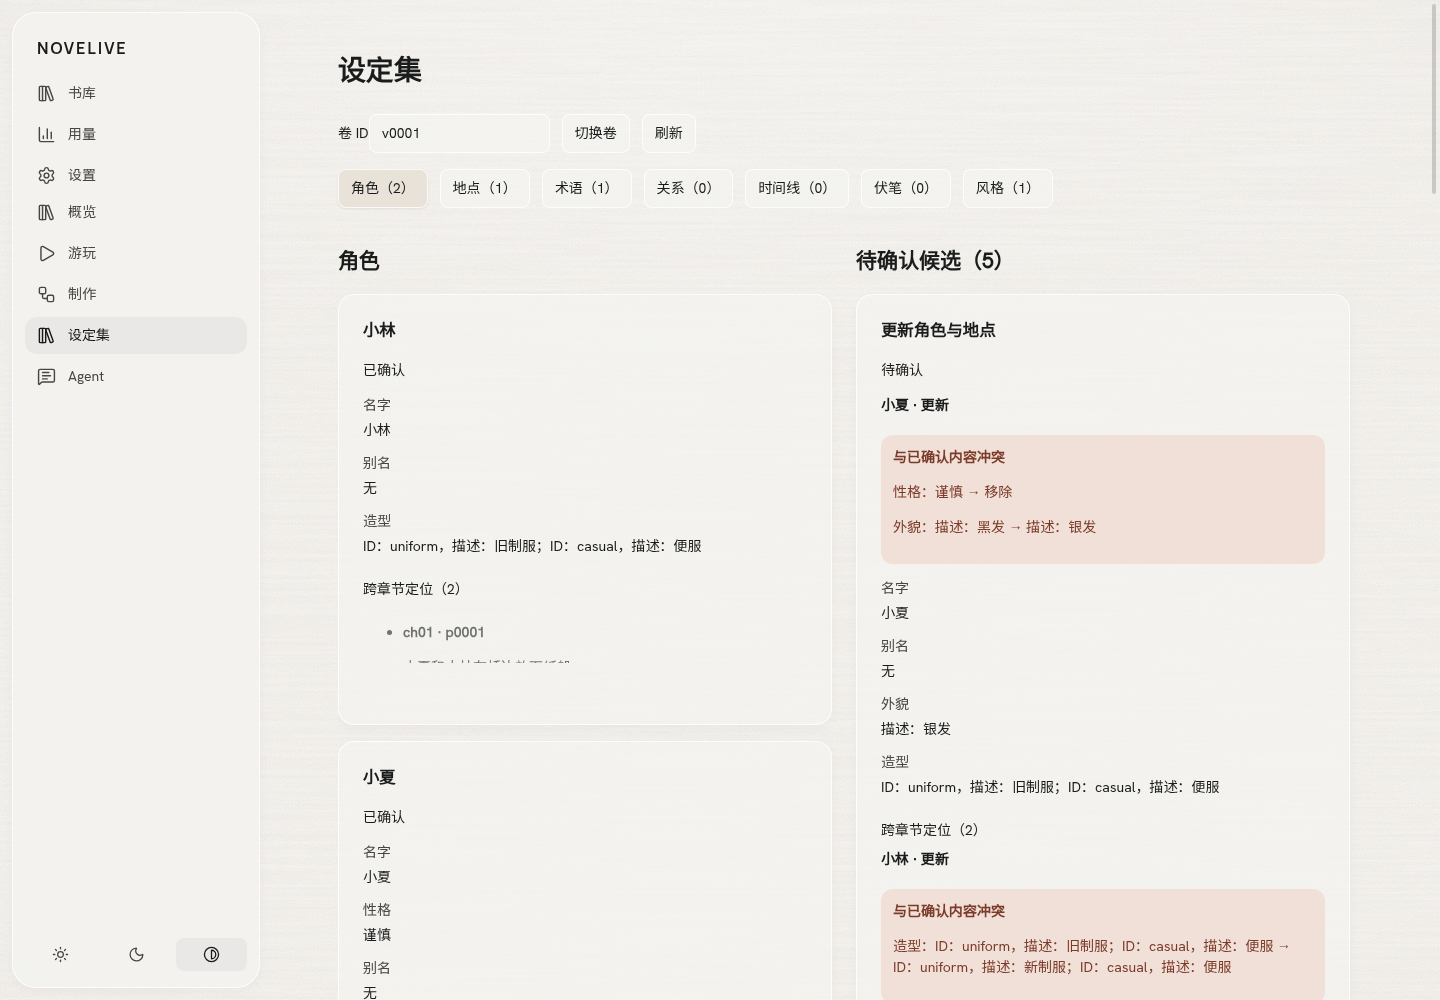 NOVELIVE
书库
用量
设置
概览
游玩
制作
设定集
Agent
设定集
卷 ID v0001 切换卷 刷新
角色（2） 地点（1） 术语（1） 关系（0） 时间线（0） 伏笔（0） 风格（1）
角色
小林
已确认
名字
小林
别名
无
造型
ID：uniform，描述：旧制服；ID：casual，描述：便服
跨章节定位（2）
ch01 · p0001
小夏
已确认
名字
小夏
性格
谨慎
别名
无
待确认候选（5）
更新角色与地点
待确认
小夏 · 更新
与已确认内容冲突
性格：谨慎 → 移除
外貌：描述：黑发 → 描述：银发
名字
小夏
别名
无
外貌
描述：银发
造型
ID：uniform，描述：旧制服；ID：casual，描述：便服
跨章节定位（2）
小林 · 更新
与已确认内容冲突
造型：ID：uniform，描述：旧制服；ID：casual，描述：便服 →
ID：uniform，描述：新制服；ID：casual，描述：便服